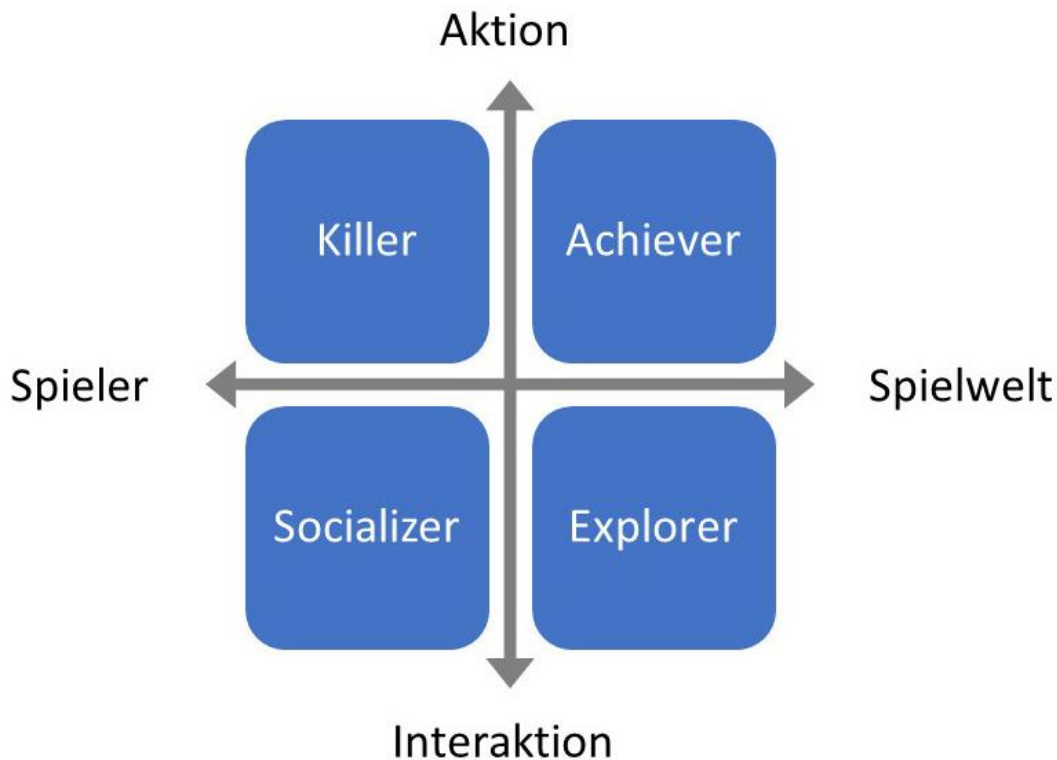 Aktion
Killer
Achiever
Spieler
Spielwelt
Socializer
Explorer
Interaktion